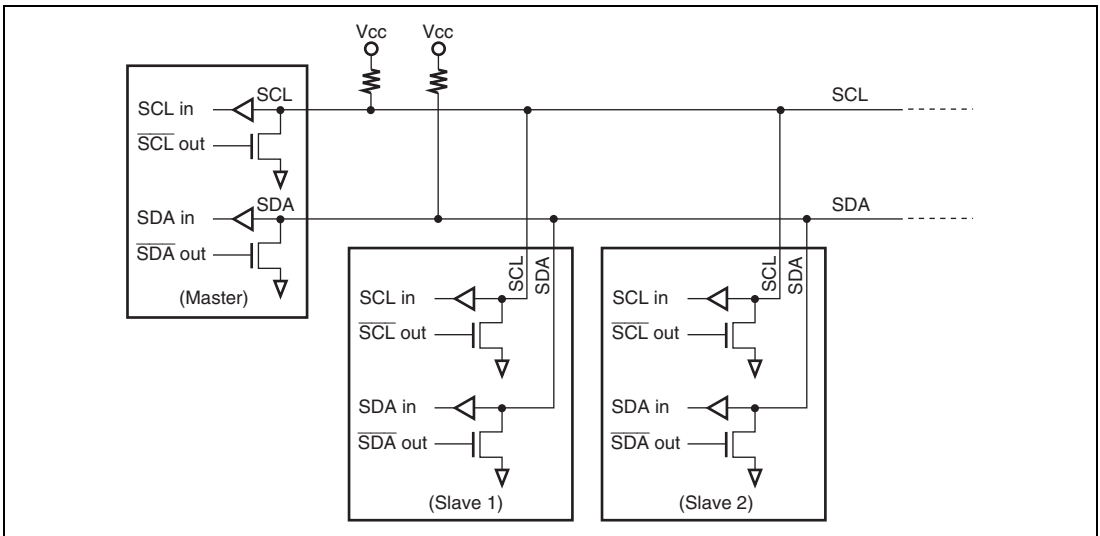 Vcc Vcc
SCL in
SCL
SCL out
SDA in
SDA
SDA out
(Master)
SCL
SDA
SCL
SDA
SCL in
SCL out
SDA in
SDA out
(Slave 1)
SCL
SDA
SCL in
SCL out
SDA in
SDA out
(Slave 2)